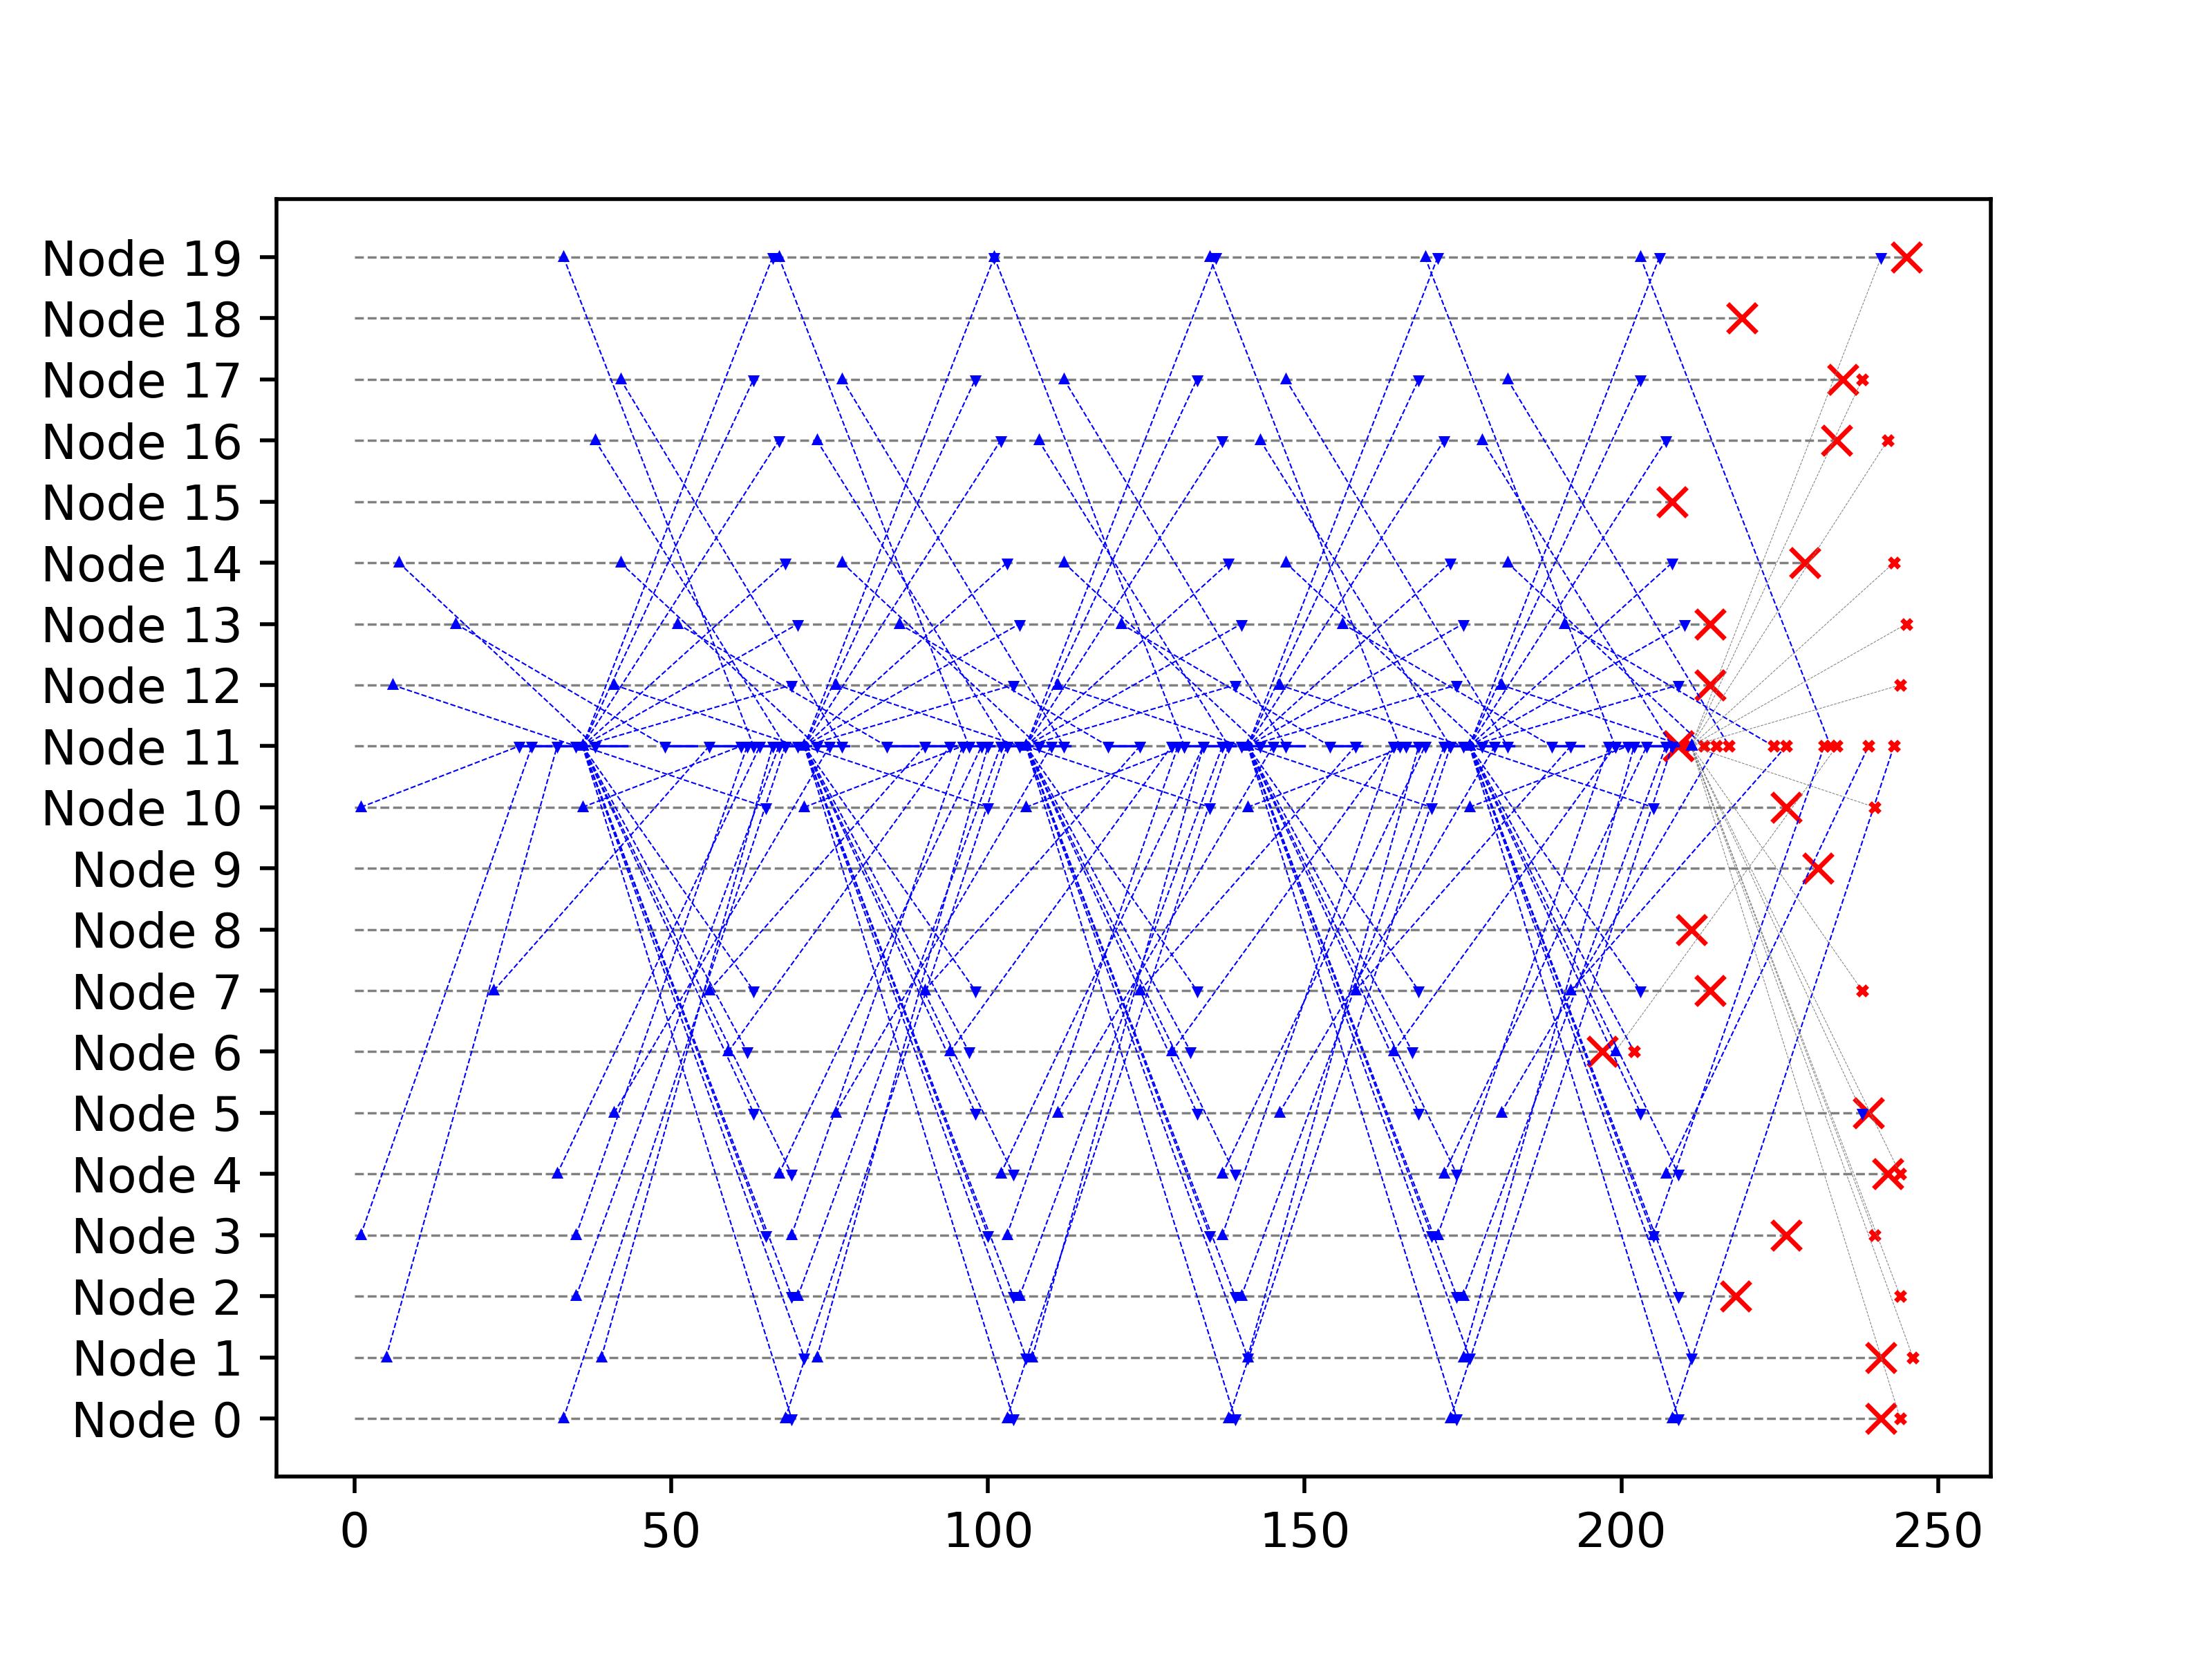 Node 19
Node 18
Node 17
Node 16
Node 15
Node 14
Node 13
Node 12
Node 11
Node 10
Node 9
Node 8
Node 7
Node 6
Node 5
Node 4
Node 3
Node 2
Node 1
Node 0
0 50 100 150 200 250